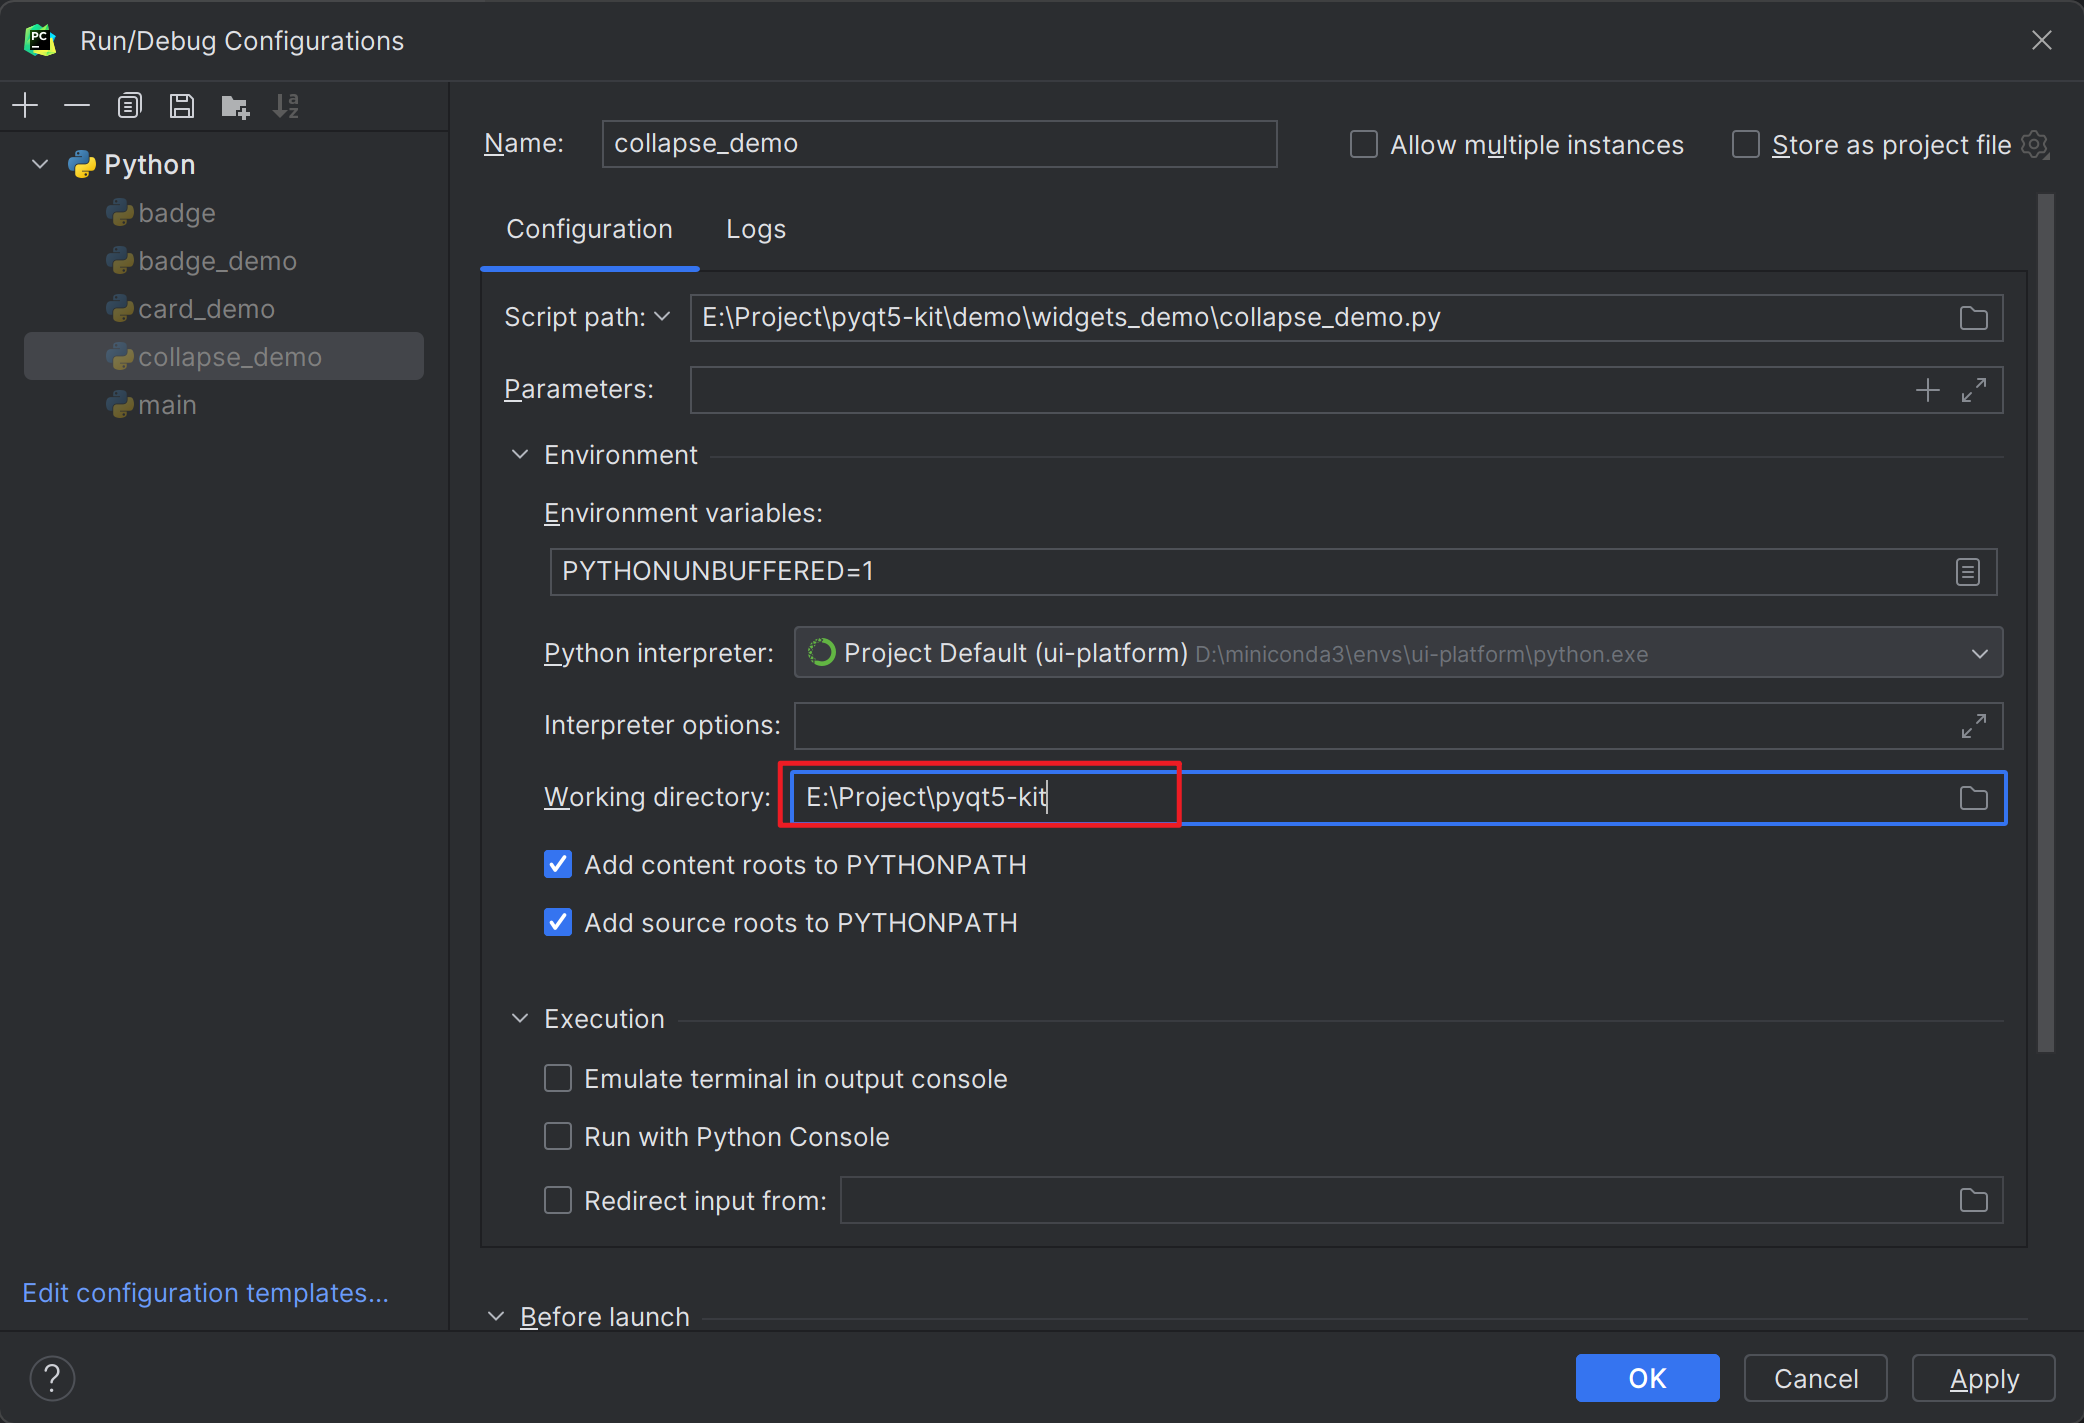 PC
Run/Debug Configurations
a
z
Python
badge
badge_demo
card_demo
collapse_demo
main
Edit configuration templates...
Name: collapse_demo Allow multiple instances Store as project file
Configuration Logs
Script path: E:\Project\pyqt5-kit\demo\widgets_demo\collapse_demo.py
Parameters:
Environment
Environment variables:
PYTHONUNBUFFERED=1
Python interpreter: Project Default (ui-platform) D:\miniconda3\envs\ui-platform\python.exe
Interpreter options:
Working directory: E:\Project\pyqt5-kit
Add content roots to PYTHONPATH
Add source roots to PYTHONPATH
Execution
Emulate terminal in output console
Run with Python Console
Redirect input from:
Before launch
? OK Cancel Apply